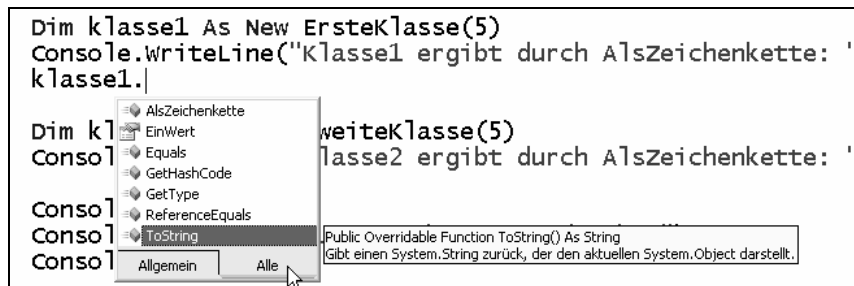 Dim klasse1 As New ErsteKlasse(5)
Console.WriteLine("Klasse1 ergibt durch AlsZeichenkette: '
klasse1.
AlsZeichenkette
EinWert
Equals
GetHashCode
GetType
ReferenceEquals
ToString
Allgemein Alle
Public Overridable Function ToString() As String
Gibt einen System.String zurück, der den aktuellen System.Object darstellt.
Dim kl weiteKlasse(5)
Consol lasse2 ergibt durch AlsZeichenkette: '
Consol
Consol
Consol